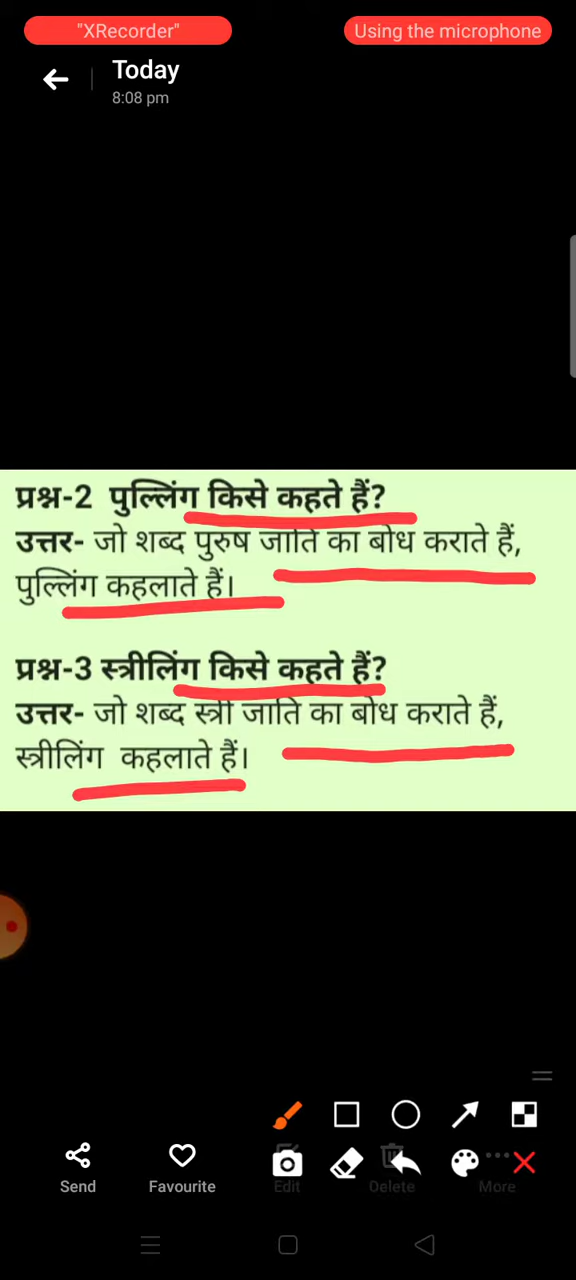 "XRecorder"
Using the microphone
Today
8:08 pm
प्रश्न-2 पुल्लिंग किसे कहते हैं?
उत्तर- जो शब्द पुरुष जाति का बोध कराते हैं,
पुल्लिंग कहलाते हैं।
प्रश्न-3 स्त्रीलिंग किसे कहते हैं?
उत्तर- जो शब्द स्त्री जाति का बोध कराते हैं,
स्त्रीलिंग कहलाते हैं।
Send
Favourite
Edit
Delete
More